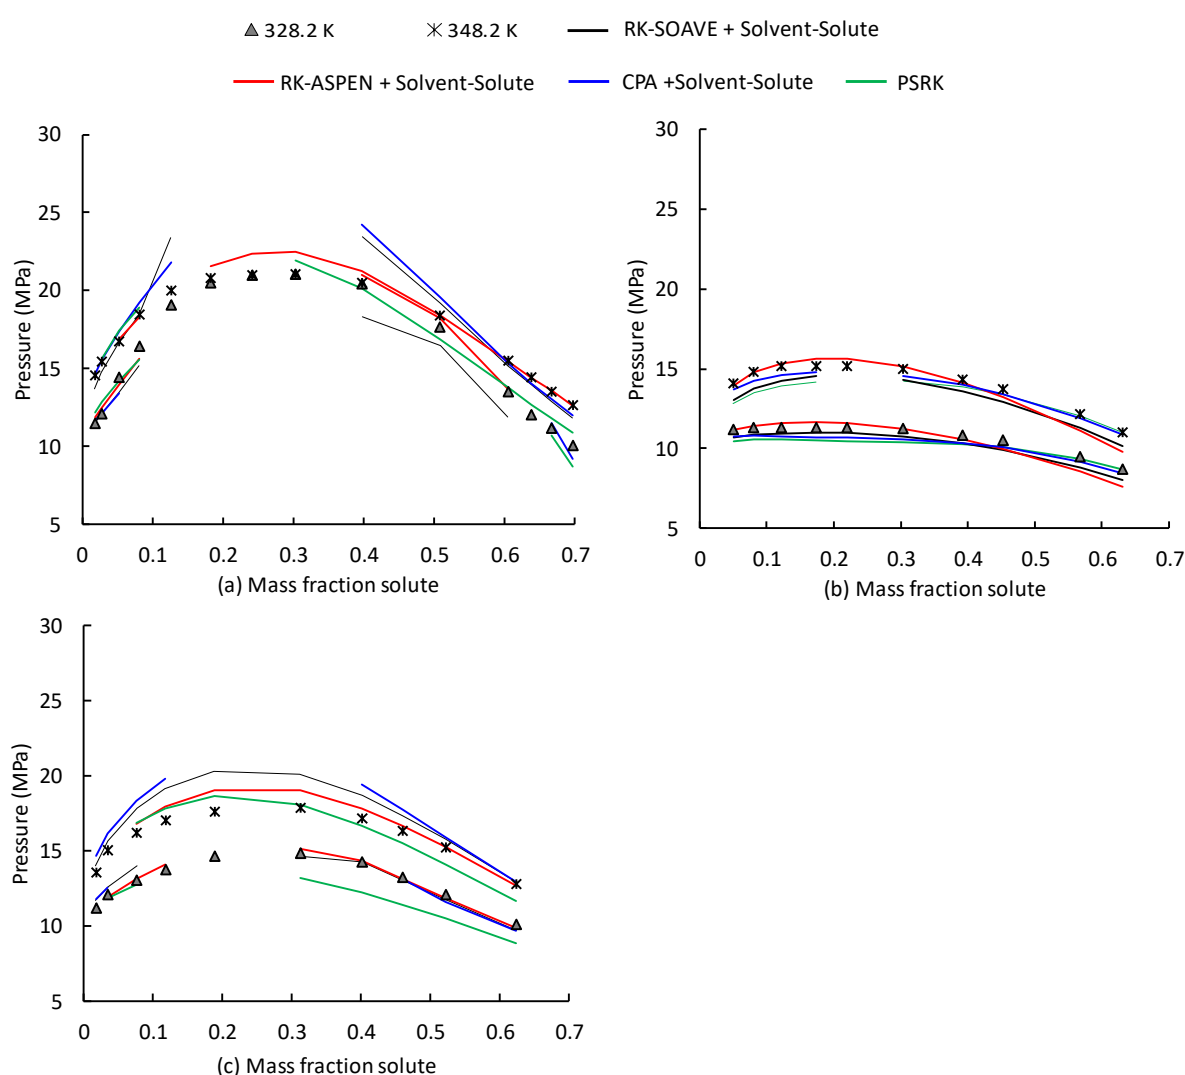 328.2 K 348.2 K RK-SOAVE + Solvent-Solute
RK-ASPEN + Solvent-Solute CPA +Solvent-Solute PSRK
30
25
20
15
10
5
Pressure (MPa)
0 0.1 0.2 0.3 0.4 0.5 0.6 0.7
(a) Mass fraction solute
30
25
20
15
10
5
Pressure (MPa)
0 0.1 0.2 0.3 0.4 0.5 0.6 0.7
(b) Mass fraction solute
30
25
20
15
10
5
Pressure (MPa)
0 0.1 0.2 0.3 0.4 0.5 0.6 0.7
(c) Mass fraction solute